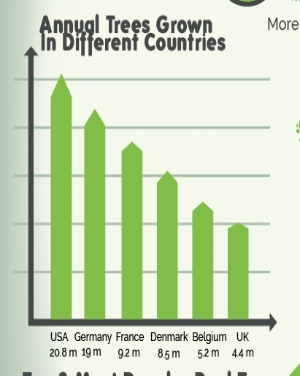 More
Annual Trees Grown
In Different Countries
USA Germany France Denmark Belgium UK
20.8 m 19 m 9.2 m 8.5 m 5.2 m 4.4 m